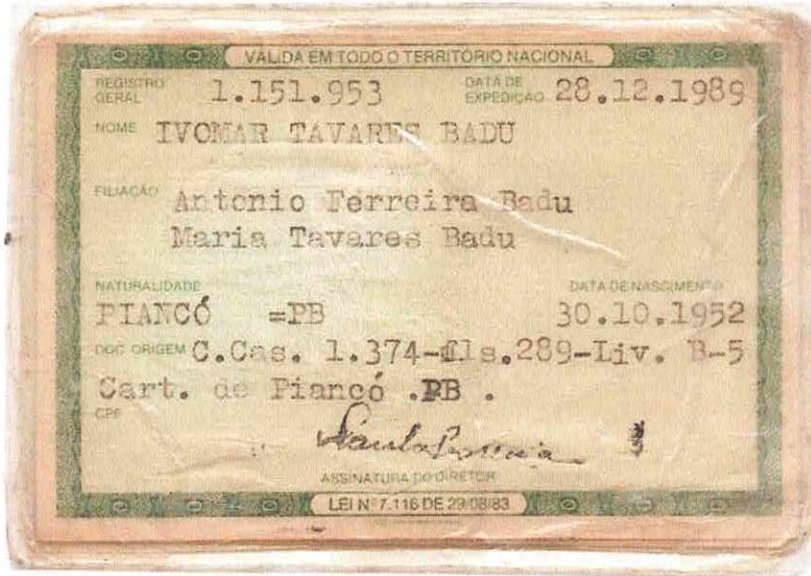 VÁLIDA EM TODO O TERRITÓRIO NACIONAL
REGISTRO GERAL 1.151.953 DATA DE EXPEDIÇÃO 28.12.1989
NOME IVOMAR TAVARES BADU
FILIAÇÃO Antonio Ferreira Badu
Maria Tavares Badu
NATURALIDADE DATA DE NASCIMENTO
PIANCÓ =PB 30.10.1952
DOC ORIGEM C.Cas. 1.374-fls.289-Liv. B-5
Cart. de Piancó .PB .
CPF
ASSINATURA DO DIRETOR
LEI Nº 7.116 DE 29/08/83